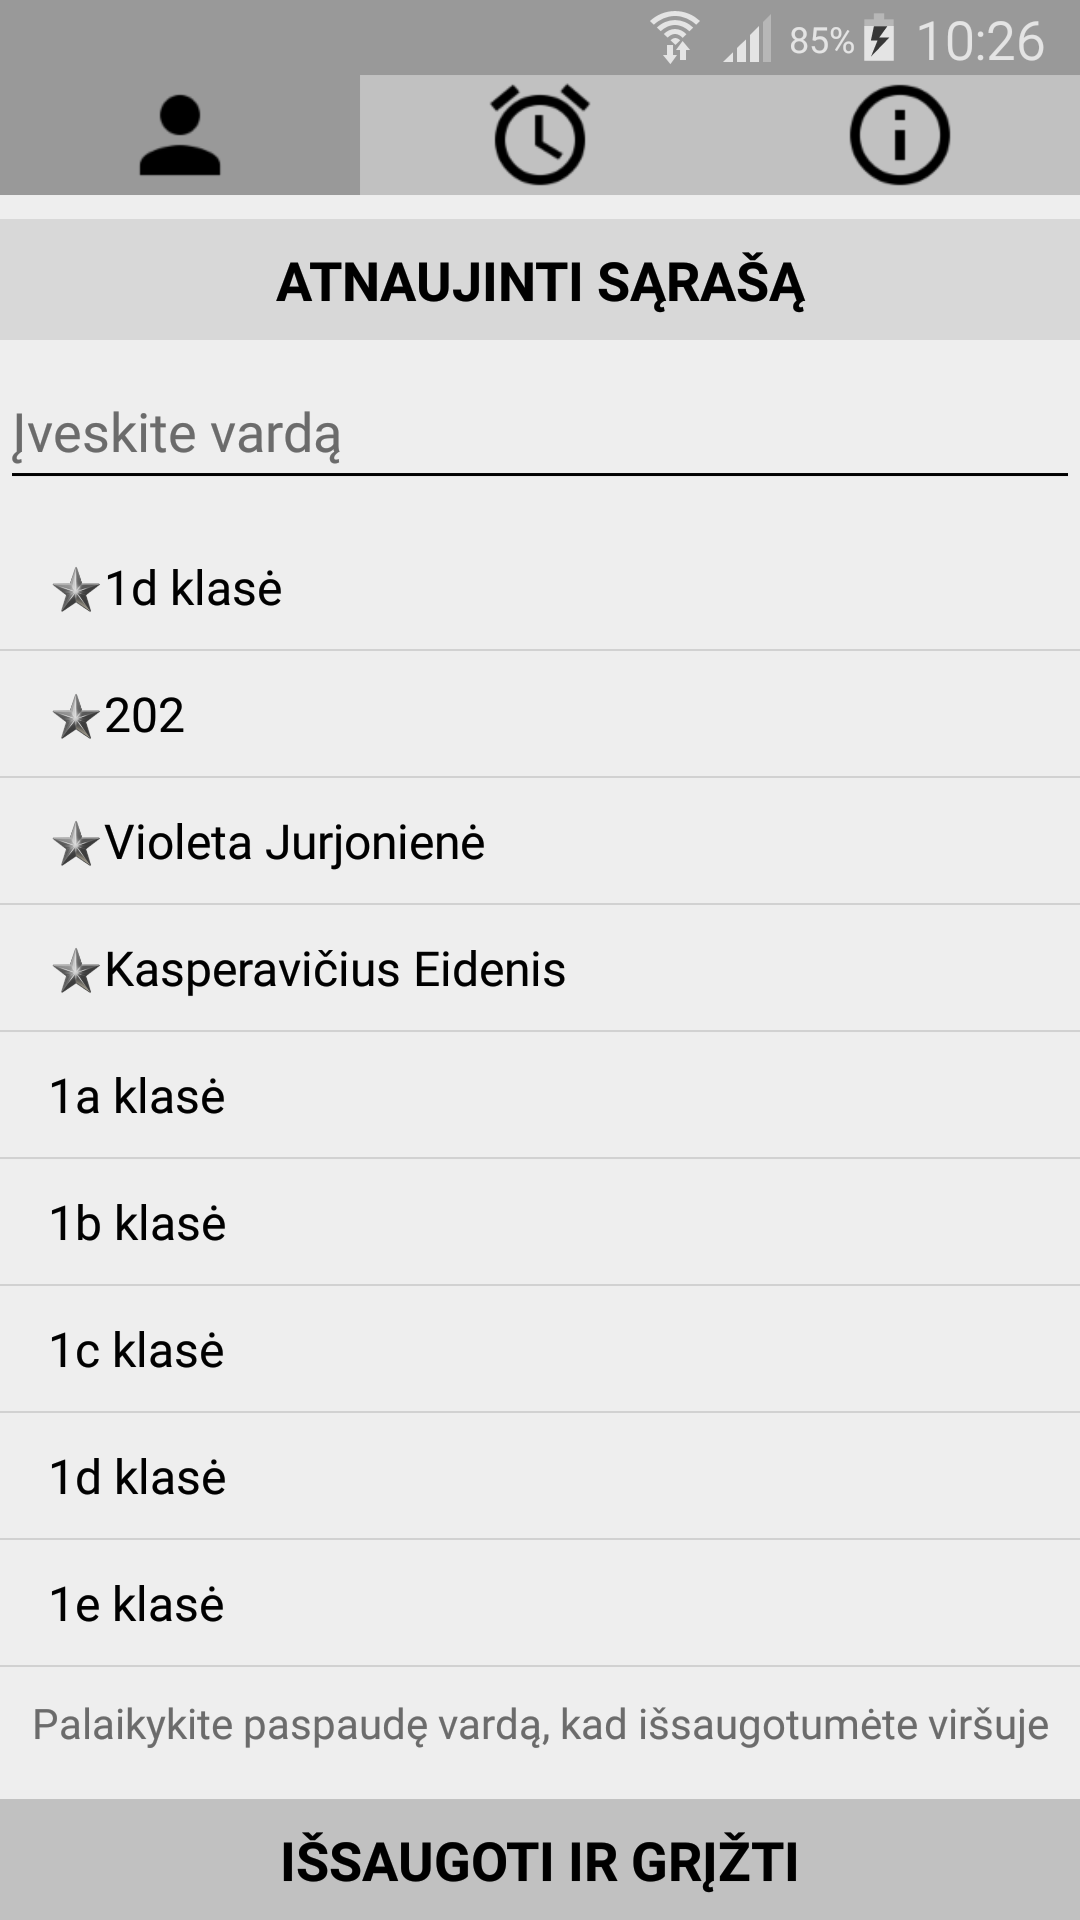 85% 10:26
ATNAUJINTI SĄRAŠĄ
Įveskite vardą
1d klasė
202
Violeta Jurjonienė
Kasperavičius Eidenis
1a klasė
1b klasė
1c klasė
1d klasė
1e klasė
Palaikykite paspaudę vardą, kad išsaugotumėte viršuje
IŠSAUGOTI IR GRĮŽTI